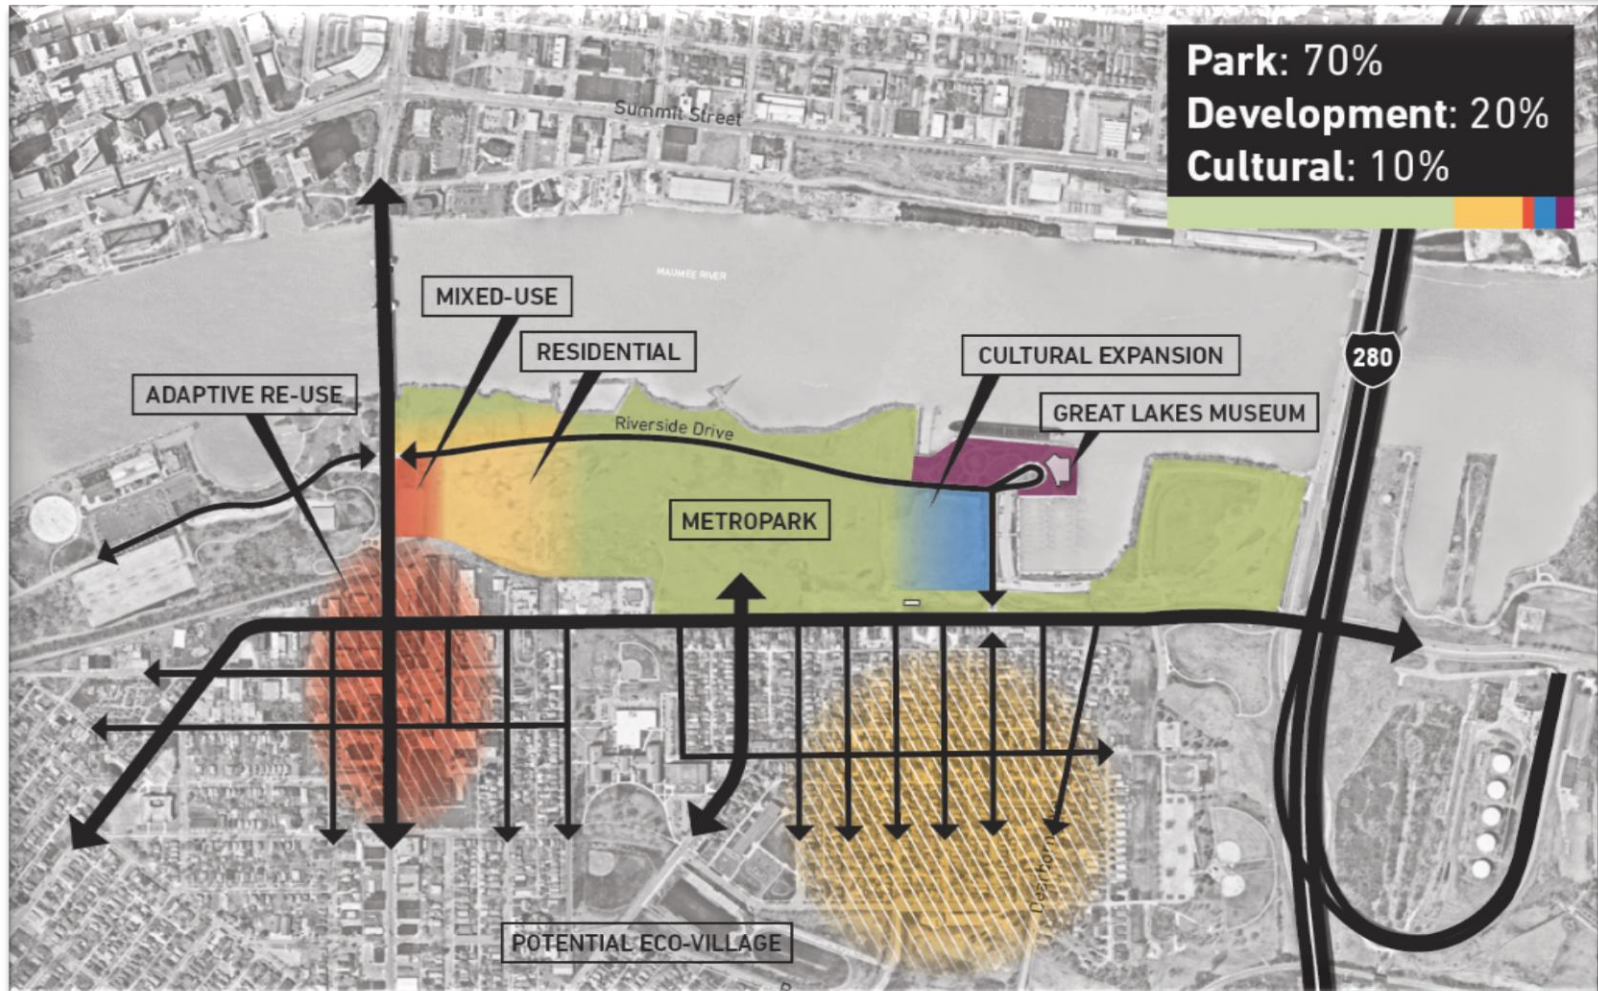 Park: 70%
Development: 20%
Cultural: 10%
Summit Street
MAUMEE RIVER
MIXED-USE
RESIDENTIAL
CULTURAL EXPANSION
280
ADAPTIVE RE-USE
GREAT LAKES MUSEUM
Riverside Drive
METROPARK
POTENTIAL ECO-VILLAGE